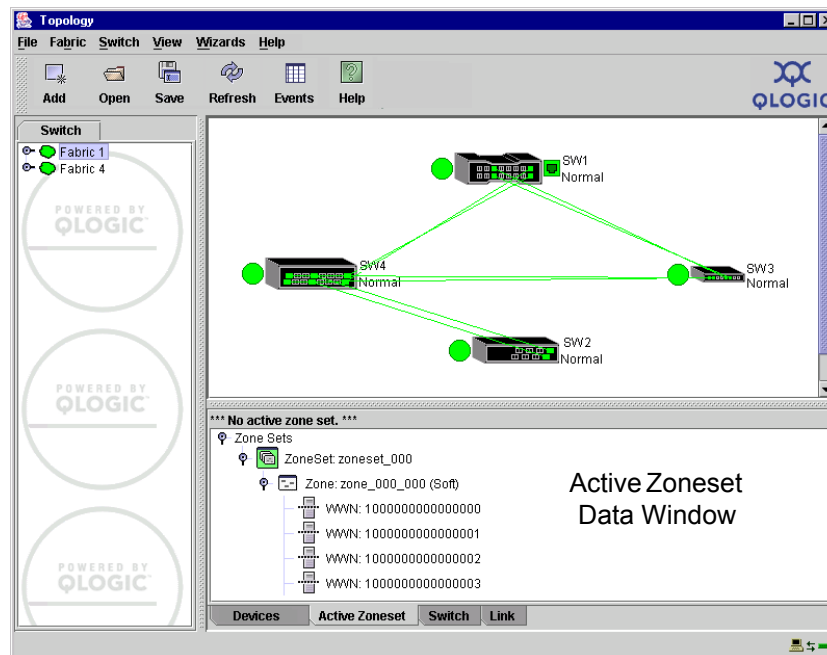 Topology
File Fabric Switch View Wizards Help
Add Open Save Refresh Events Help
QLOGIC
Switch
Fabric 1
Fabric 4
POWERED BY
QLOGIC
POWERED BY
QLOGIC
POWERED BY
QLOGIC
SW1
Normal
SW4
Normal
SW3
Normal
SW2
Normal
*** No active zone set. ***
Zone Sets
ZoneSet: zoneset_000
Zone: zone_000_000 (Soft)
WWN: 1000000000000000
WWN: 1000000000000001
WWN: 1000000000000002
WWN: 1000000000000003
Active Zoneset
Data Window
Devices Active Zoneset Switch Link